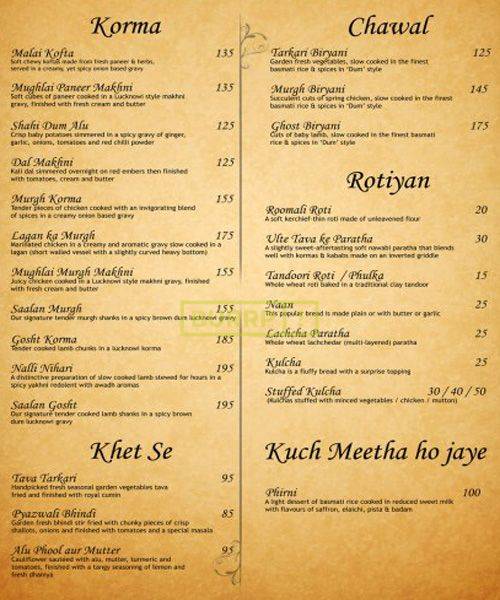 Korma
Malai Kofta 135
Soft chewy koftas made from fresh paneer & herbs,
served in a creamy, yet spicy onion based gravy
Mughlai Paneer Makhni 135
Soft cubes of paneer cooked in a Lucknowi style makhni
gravy, finished with fresh cream and butter
Shahi Dum Alu 125
Crisp baby potatoes simmered in a spicy gravy of ginger,
garlic, onions, tomatoes and red chilli powder
Dal Makhni 125
Kali dal simmered overnight on red embers then finished
with tomatoes, cream and butter
Murgh Korma 155
Tender pieces of chicken cooked with an invigorating blend
of spices in a creamy onion based gravy
Lagan ka Murgh 175
Marinated chicken in a creamy and aromatic gravy slow cooked in a
lagan (short walled vessel with a slightly curved heavy bottom)
Mughlai Murgh Makhni 155
Juicy chicken cooked in a Lucknowi style makhni gravy, finished
with fresh cream and butter
Saalan Murgh 155
Our signature tender murgh shanks in a spicy brown dum lucknowi gravy
Gosht Korma 185
Tender cooked lamb chunks in a lucknowi korma
Nalli Nihari 195
A distinctive preparation of slow cooked lamb stewed for hours in a
spicy yakhni redolent with awadh aromas
Saalan Gosht 195
Our signature tender cooked lamb shanks in a spicy brown
dum lucknowi gravy
Khet Se
Tava Tarkari 95
Handpicked fresh seasonal garden vegetables tava
fried and finished with royal cumin
Pyazwali Bhindi 85
Garden fresh bhindi stir fried with chunky pieces of crisp
shallots, onions and finished with tomatoes and a special masala
Alu Phool aur Mutter 95
Cauliflower sauteed with alu, mutter, turmeric and
tomatoes, finished with a tangy seasoning of lemon and
fresh dhaniya
Chawal
Tarkari Biryani 125
Garden fresh vegetables, slow cooked in the finest
basmati rice & spices in 'Dum' style
Murgh Biryani 145
Succulent cuts of spring chicken, slow cooked in the finest
basmati rice & spices in 'Dum' style
Ghost Biryani 175
Cuts of baby lamb, slow cooked in the finest basmati
rice & spices in 'Dum' style
Rotiyan
Roomali Roti 20
A soft kerchief-thin roti made of unleavened flour
Ulte Tava ke Paratha 30
A slightly sweet-aftertasting soft nawabi paratha that blends
well with kormas & kababs made on an inverted griddle
Tandoori Roti / Phulka 15
Whole wheat roti baked in a traditional clay tandoor
Naan 25
This popular bread is made plain or with butter or garlic
Lachcha Paratha 25
Whole wheat lachchedar (multi-layered) paratha
Kulcha 25
Kulcha is a fluffy bread with a surprise topping
Stuffed Kulcha 30 / 40 / 50
(Kulchas stuffed with minced vegetables / chicken / mutton)
Kuch Meetha ho jaye
Phirni 100
A light dessert of basmati rice cooked in reduced sweet milk
with flavours of saffron, elaichi, pista & badam